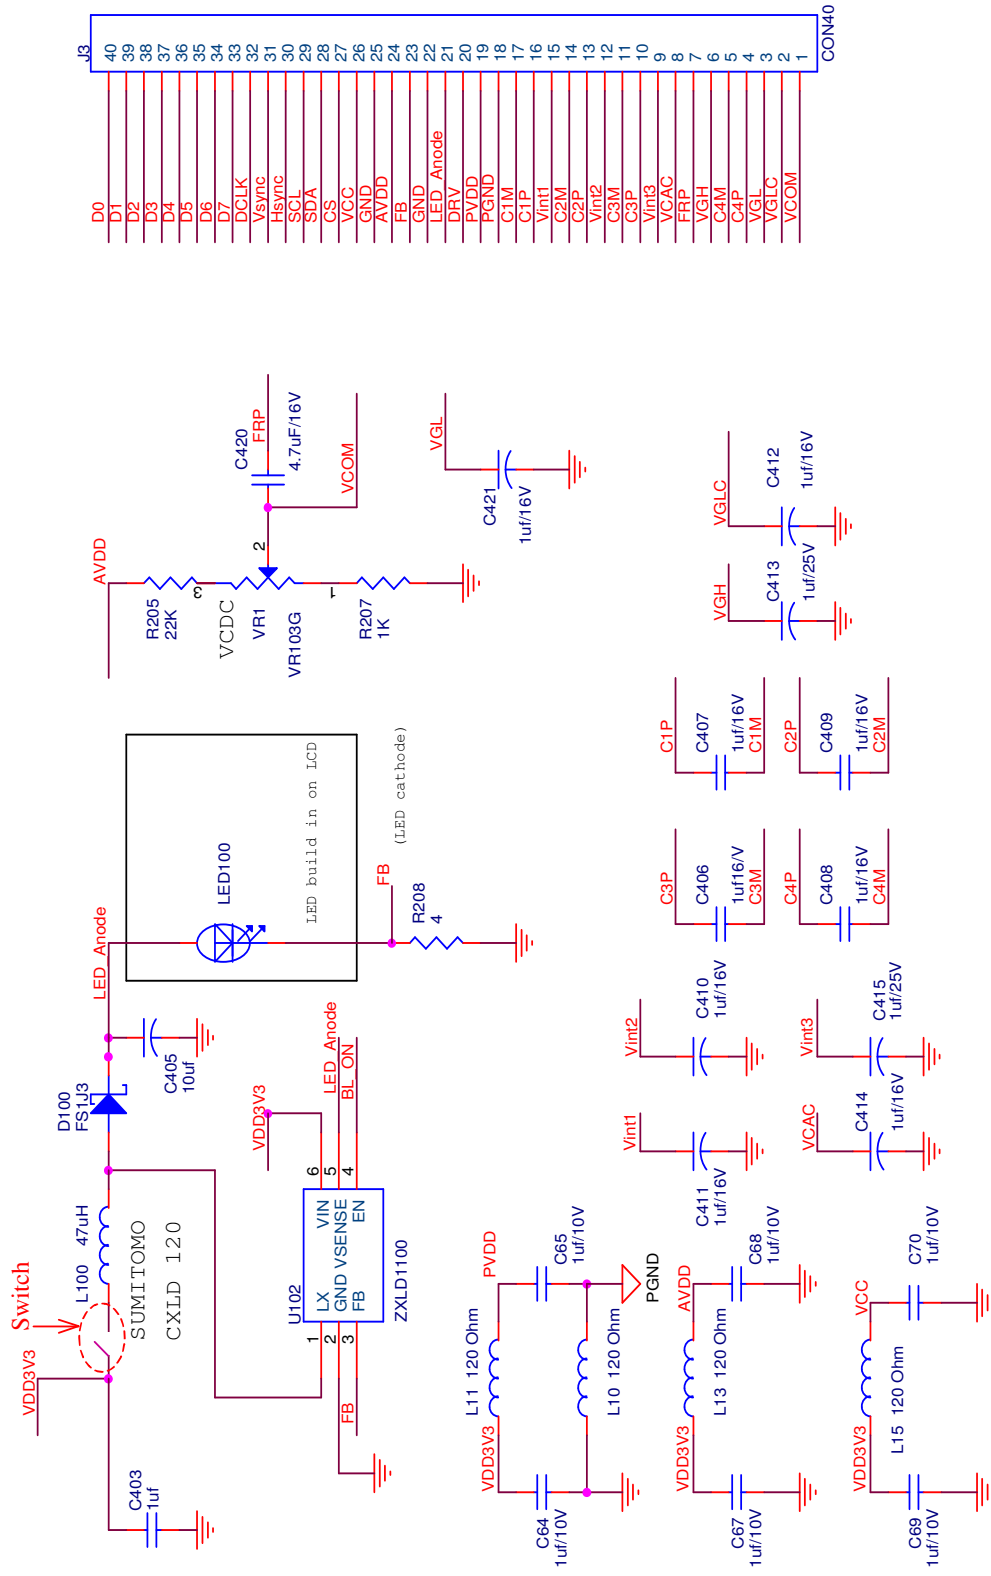 J3
CON40
D0 40
D1 39
D2 38
D3 37
D4 36
D5 35
D6 34
D7 33
DCLK 32
Vsync 31
Hsync 30
SCL 29
SDA 28
CS 27
VCC 26
GND 25
AVDD 24
FB 23
GND 22
LED_Anode 21
DRV 20
PVDD 19
PGND 18
C1M 17
C1P 16
Vint1 15
C2M 14
C2P 13
Vint2 12
C3M 11
C3P 10
Vint3 9
VCAC 8
FRP 7
VGH 6
C4M 5
C4P 4
VGL 3
VGLC 2
VCOM 1
Switch
VDD3V3
C403
1uf
L100 47uH
SUMITOMO
CXLD 120
D100
FS1J3
C405
10uf
LED_Anode
LED100
LED build in on LCD
(LED cathode)
FB
R208
4
AVDD
R205
22K
3
VCDC
VR1
VR103G
2
1
R207
1K
C420
FRP
4.7uF/16V
VCOM
VGL
C421
1uf/16V
VDD3V3
LED_Anode
BL_ON
U102
1 LX VIN 6
2 GND VSENSE 5
3 FB EN 4
FB
ZXLD1100
VDD3V3
L11 120 Ohm
PVDD
C64
1uf/10V
C65
1uf/10V
L10 120 Ohm
PGND
VDD3V3
L13 120 Ohm
AVDD
C67
1uf/10V
C68
1uf/10V
VDD3V3
L15 120 Ohm
VCC
C69
1uf/10V
C70
1uf/10V
Vint1
C411
1uf/16V
Vint2
C410
1uf/16V
VCAC
C414
1uf/16V
Vint3
C415
1uf/25V
C3P
C406
1uf16/V
C3M
C1P
C407
1uf/16V
C1M
C4P
C408
1uf/16V
C4M
C2P
C409
1uf/16V
C2M
VGH
C413
1uf/25V
VGLC
C412
1uf/16V